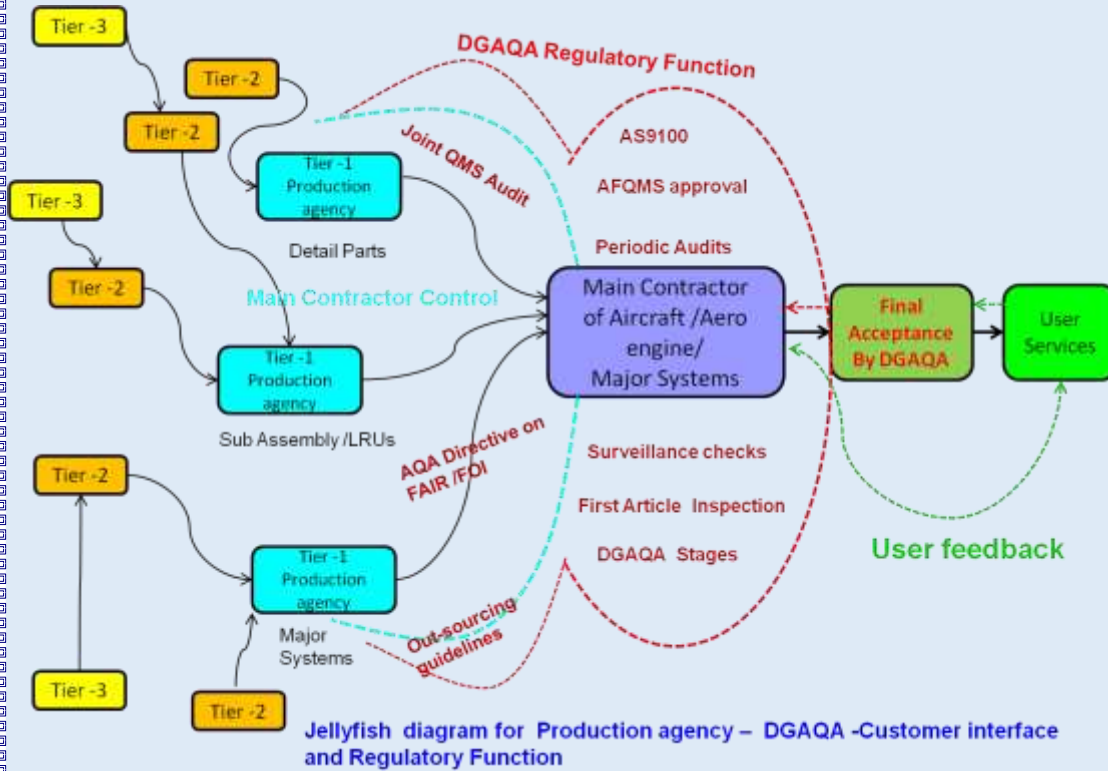 Tier -3
DGAQA Regulatory Function
Tier -2
Tier -2
AS9100
Joint QMS Audit
Tier -1
Production
agency
AFQMS approval
Tier -3
Detail Parts
Periodic Audits
Tier -2
Main Contractor Control
Main Contractor
of Aircraft /Aero
engine/
Major Systems
Final
Acceptance
By DGAQA
User
Services
Tier -1
Production
agency
Sub Assembly /LRUs
AQA Directive on
FAIR /FOI
Surveillance checks
Tier -2
First Article Inspection
DGAQA Stages
User feedback
Tier -1
Production
agency
Out-sourcing
guidelines
Major
Systems
Tier -3
Tier -2
Jellyfish diagram for Production agency – DGAQA -Customer interface
and Regulatory Function